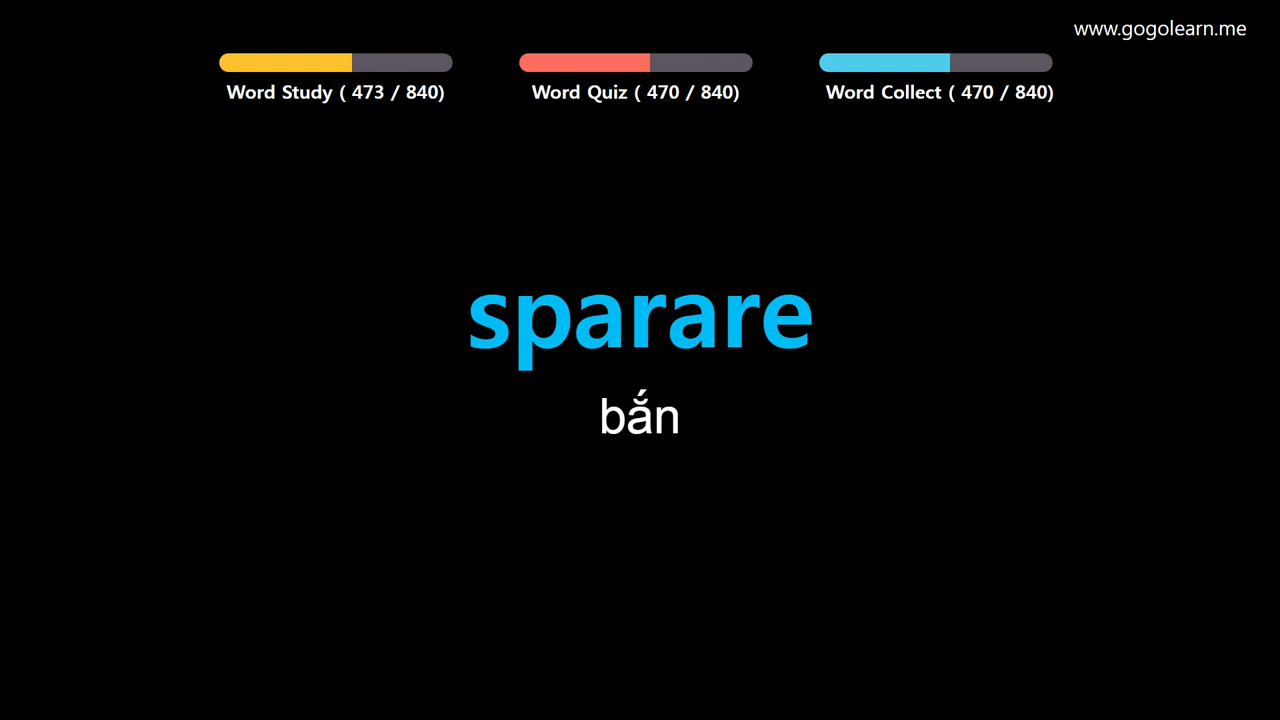 www.gogolearn.me
Word Study ( 473 / 840)
Word Quiz ( 470 / 840)
Word Collect ( 470 / 840)
sparare
bắn